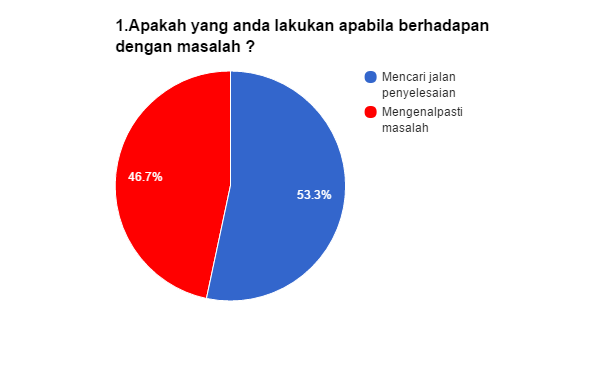 1.Apakah yang anda lakukan apabila berhadapan
dengan masalah ?
Mencari jalan
penyelesaian
Mengenalpasti
masalah
46.7%
53.3%